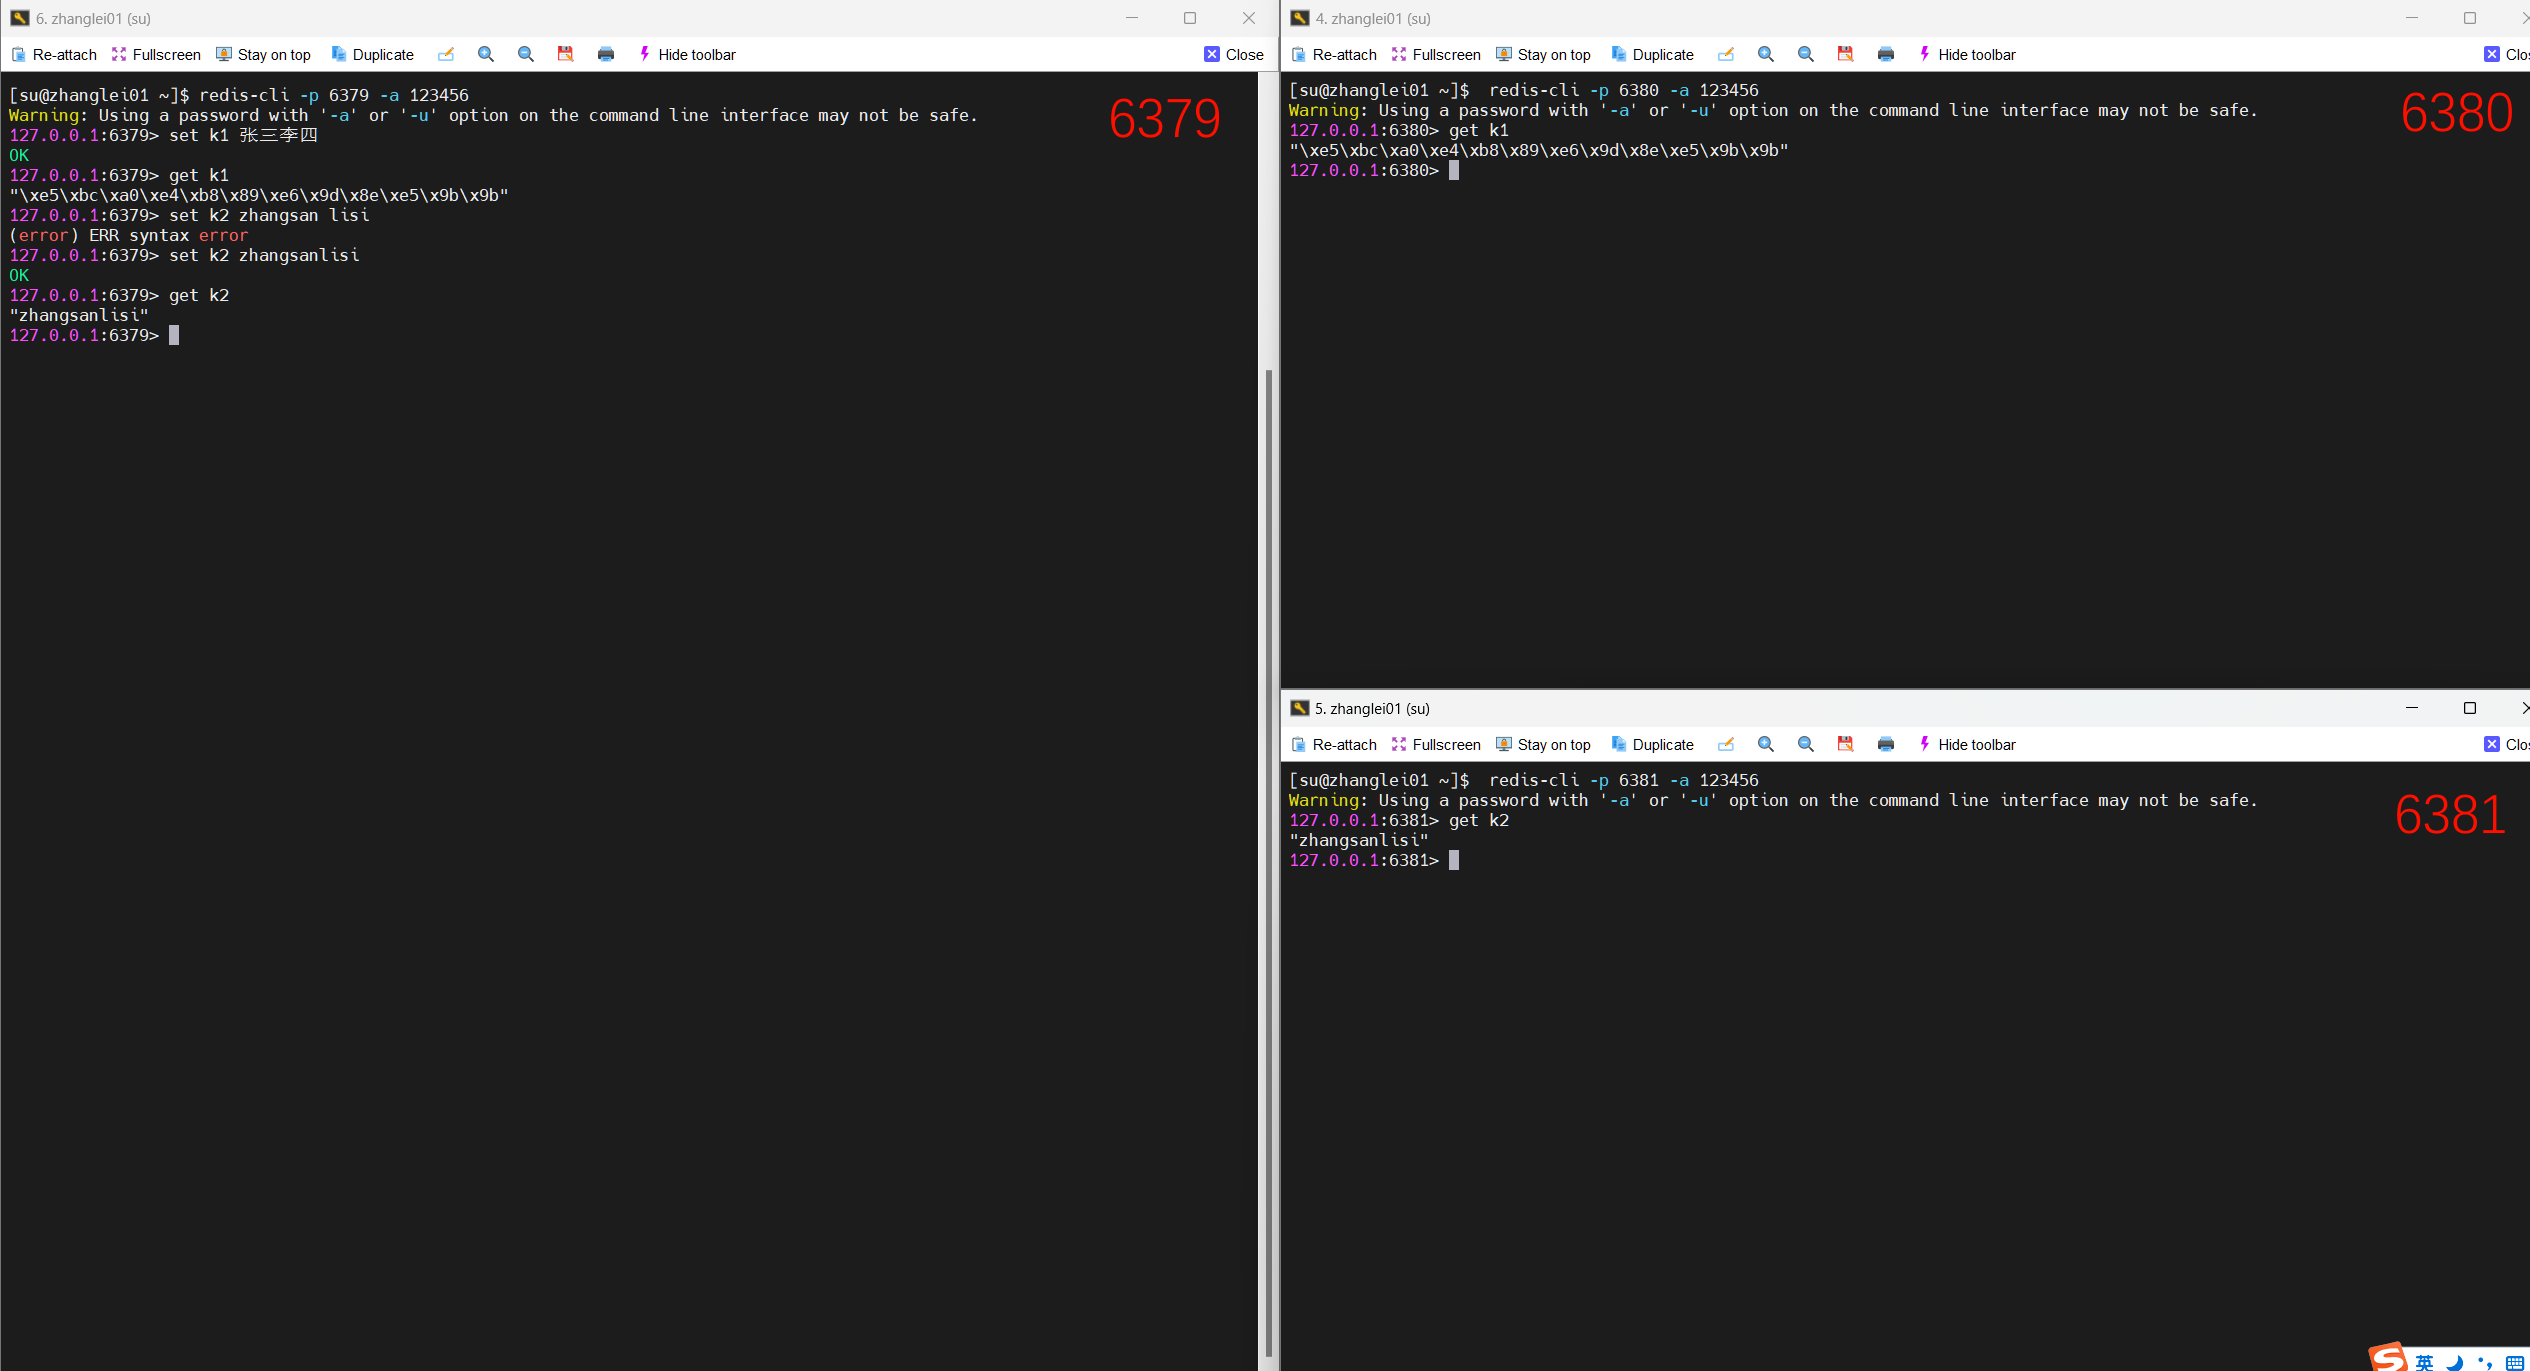 6. zhanglei01 (su)
Re-attach Fullscreen Stay on top Duplicate Hide toolbar Close
[su@zhanglei01 ~]$ redis-cli -p 6379 -a 123456
Warning: Using a password with '-a' or '-u' option on the command line interface may not be safe.
127.0.0.1:6379> set k1 张三李四
OK
127.0.0.1:6379> get k1
"\xe5\xbc\xa0\xe4\xb8\x89\xe6\x9d\x8e\xe5\x9b\x9b"
127.0.0.1:6379> set k2 zhangsan lisi
(error) ERR syntax error
127.0.0.1:6379> set k2 zhangsanlisi
OK
127.0.0.1:6379> get k2
"zhangsanlisi"
127.0.0.1:6379>
6379
4. zhanglei01 (su)
Re-attach Fullscreen Stay on top Duplicate Hide toolbar Clos
[su@zhanglei01 ~]$  redis-cli -p 6380 -a 123456
Warning: Using a password with '-a' or '-u' option on the command line interface may not be safe.
127.0.0.1:6380> get k1
"\xe5\xbc\xa0\xe4\xb8\x89\xe6\x9d\x8e\xe5\x9b\x9b"
127.0.0.1:6380>
6380
5. zhanglei01 (su)
Re-attach Fullscreen Stay on top Duplicate Hide toolbar Clos
[su@zhanglei01 ~]$  redis-cli -p 6381 -a 123456
Warning: Using a password with '-a' or '-u' option on the command line interface may not be safe.
127.0.0.1:6381> get k2
"zhangsanlisi"
127.0.0.1:6381>
6381
英